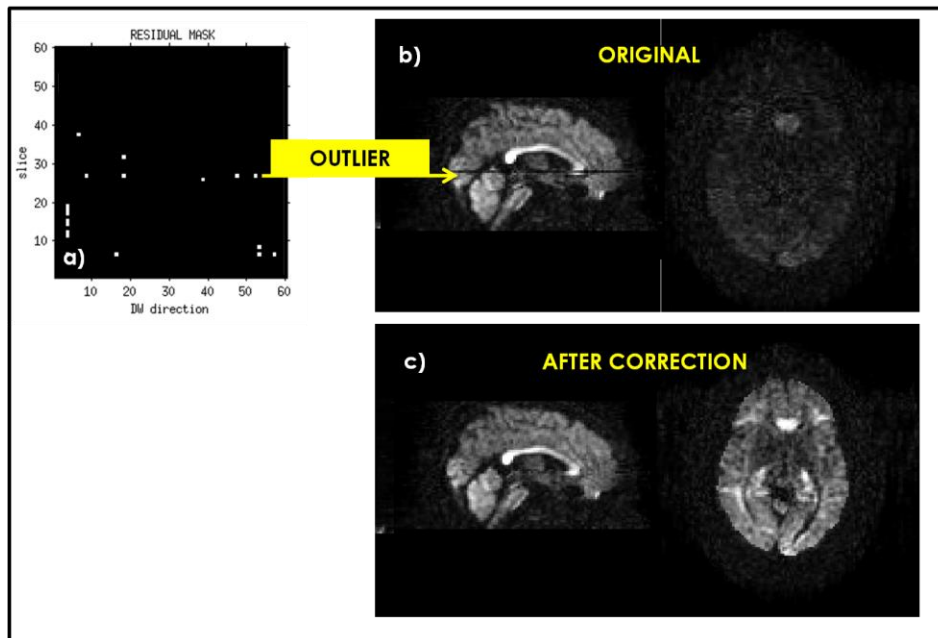 RESIDUAL MASK
60
50
40
30
20
10
slice
a)
10 20 30 40 50 60
DW direction
OUTLIER
b)
ORIGINAL
c)
AFTER CORRECTION